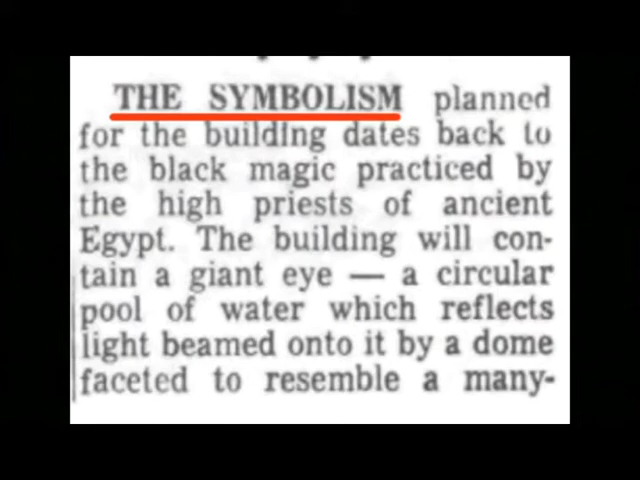 THE SYMBOLISM planned
for the building dates back to
the black magic practiced by
the high priests of ancient
Egypt. The building will con-
tain a giant eye — a circular
pool of water which reflects
light beamed onto it by a dome
faceted to resemble a many-